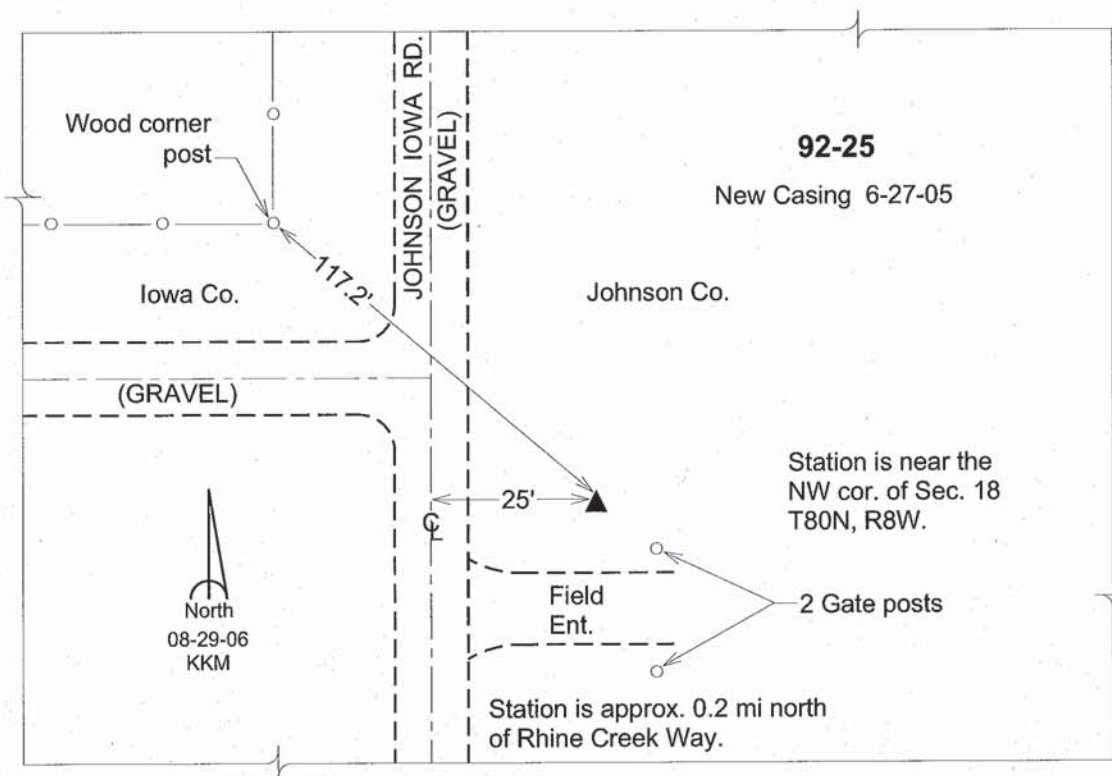 JOHNSON IOWA RD.
(GRAVEL)
Wood corner
post
92-25
New Casing 6-27-05
117.2'
Iowa Co.
Johnson Co.
(GRAVEL)
Station is near the
NW cor. of Sec. 18
T80N, R8W.
25'
CL
North
08-29-06
KKM
Field
Ent.
2 Gate posts
Station is approx. 0.2 mi north
of Rhine Creek Way.